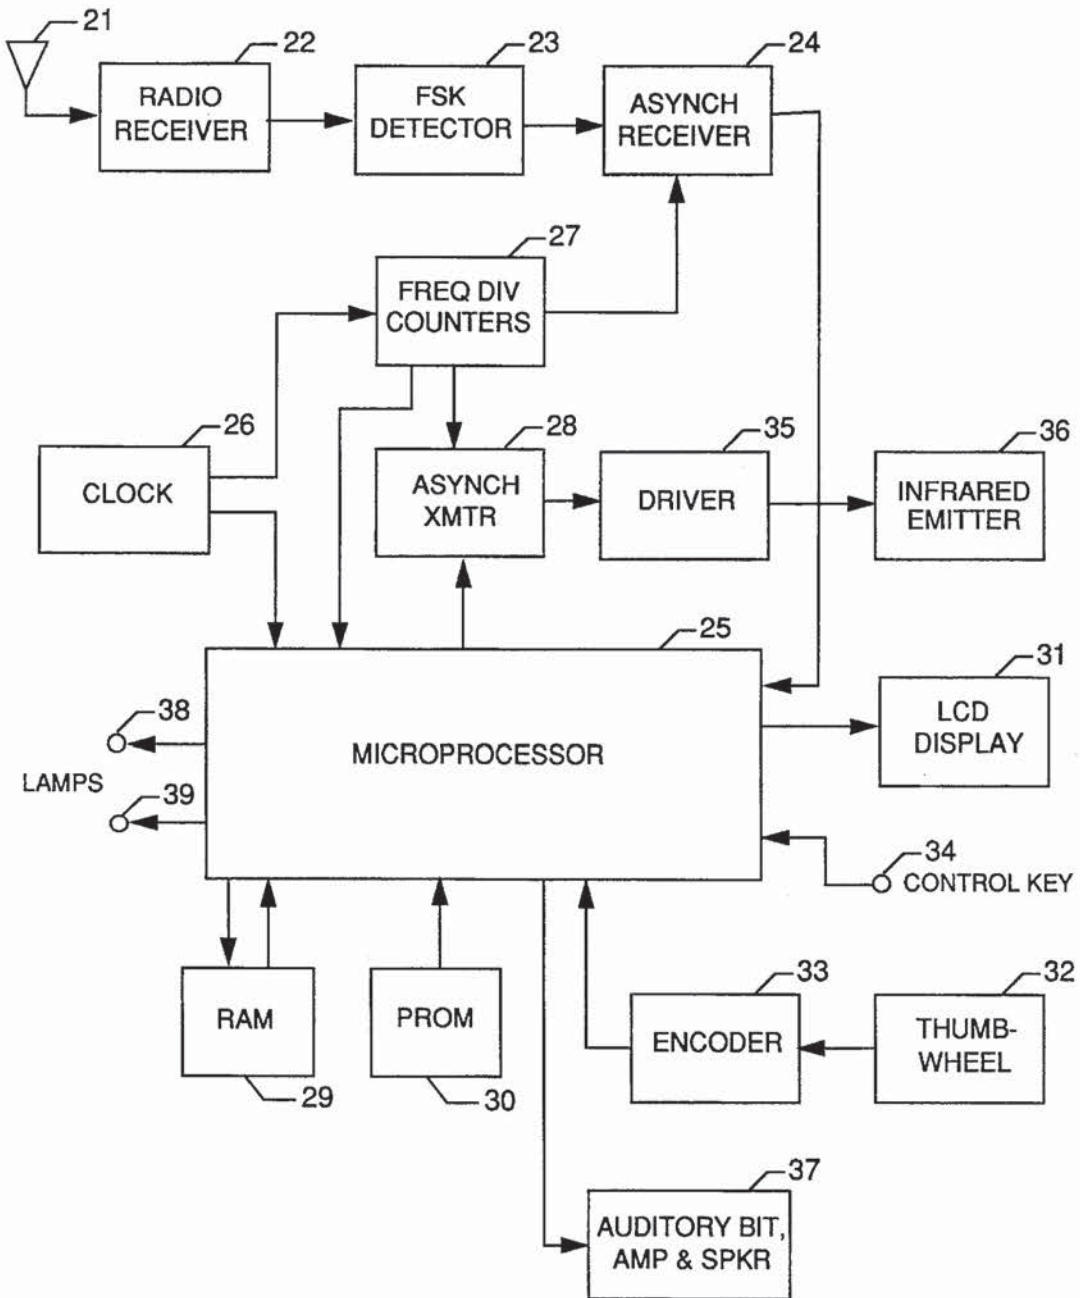 21
22
23
24
RADIO
RECEIVER
FSK
DETECTOR
ASYNCH
RECEIVER
27
FREQ DIV
COUNTERS
26
28
35
36
CLOCK
ASYNCH
XMTR
DRIVER
INFRARED
EMITTER
25
31
38
MICROPROCESSOR
LCD
DISPLAY
LAMPS
39
34
CONTROL KEY
33
32
RAM
PROM
ENCODER
THUMB-
WHEEL
29
30
37
AUDITORY BIT,
AMP & SPKR